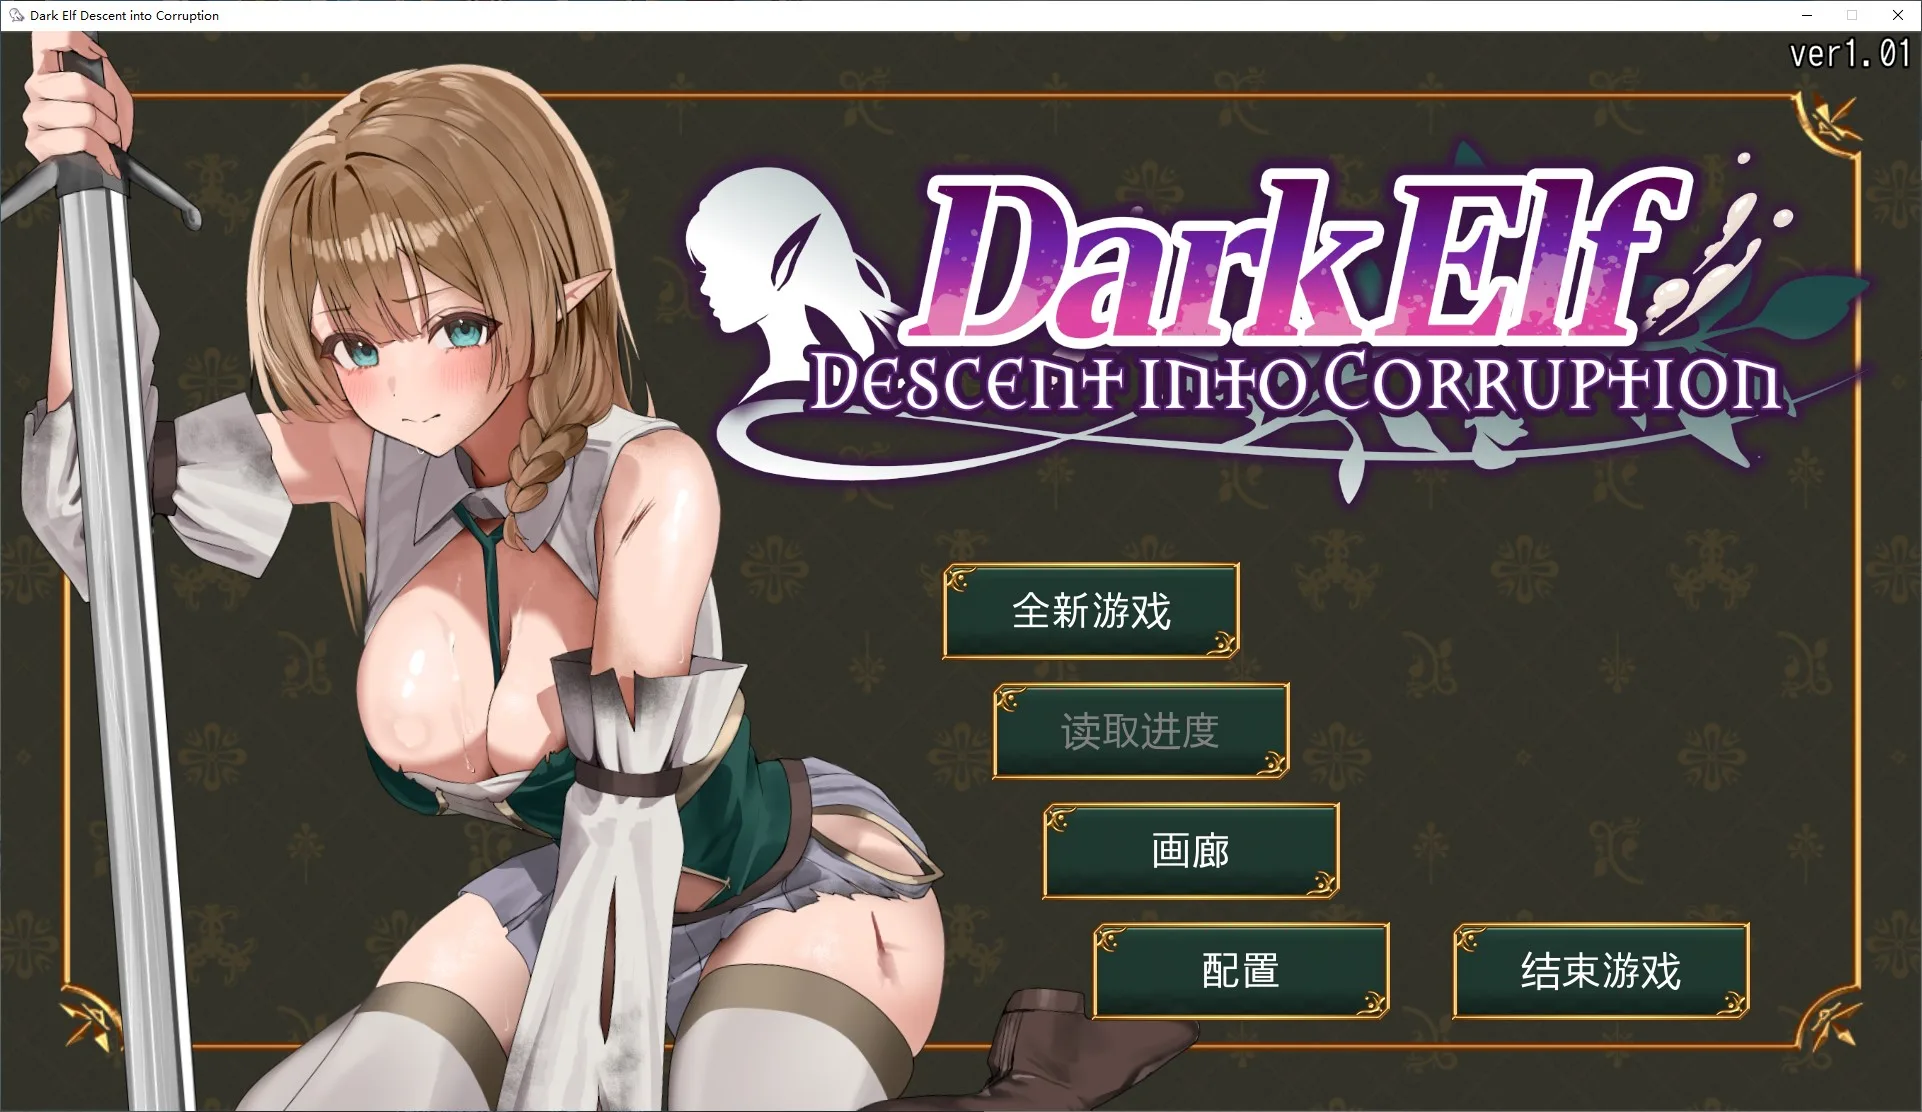 Dark Elf Descent into Corruption
ver1.01
Dark Elf
DESCENT INTO CORRUPTION
全新游戏
读取进度
画廊
配置
结束游戏